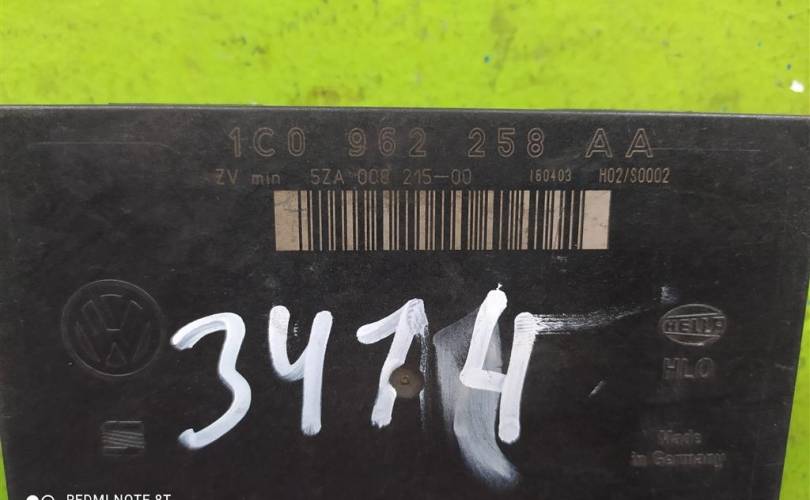 1C0 962 258 AA
ZV min 5ZA 008 215-00 160403 H02/S0002
3414
HELLA
HLO
Made
in Germany
REDMI NOTE 8T